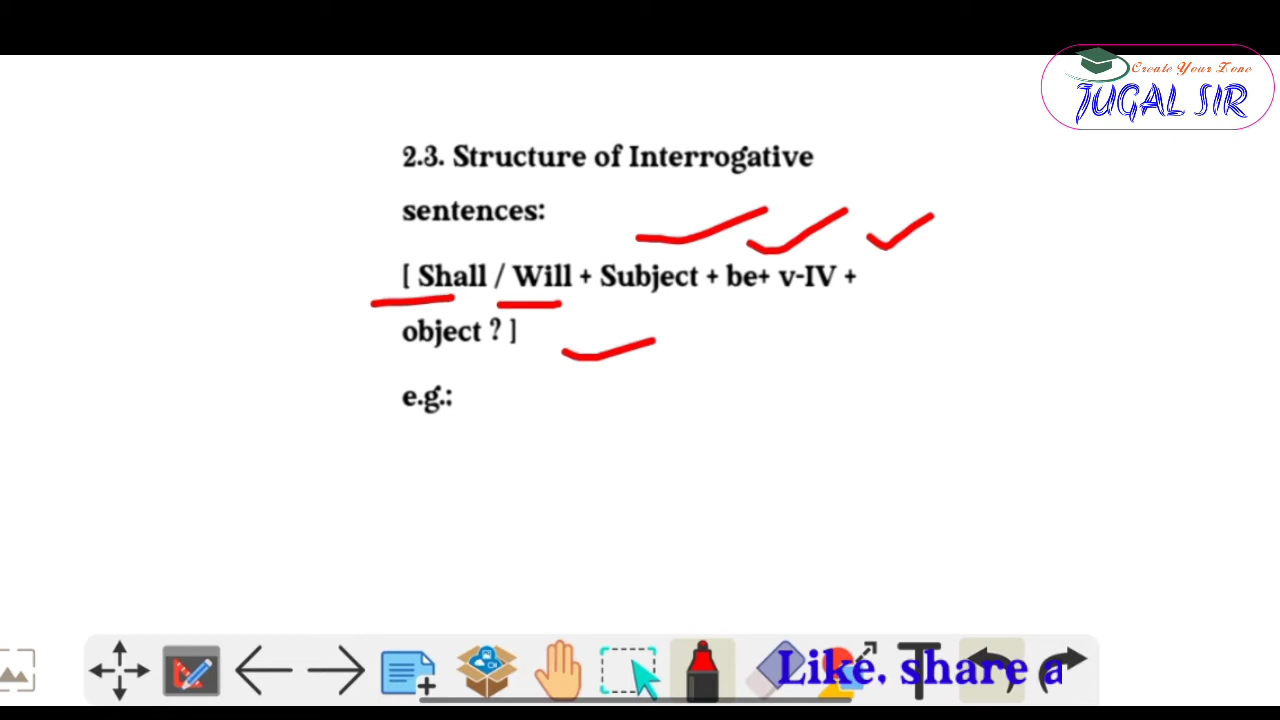 Create Your Zone
JUGAL SIR
2.3. Structure of Interrogative
sentences:
[ Shall / Will + Subject + be+ v-IV +
object ? ]
e.g.:
Like. share a